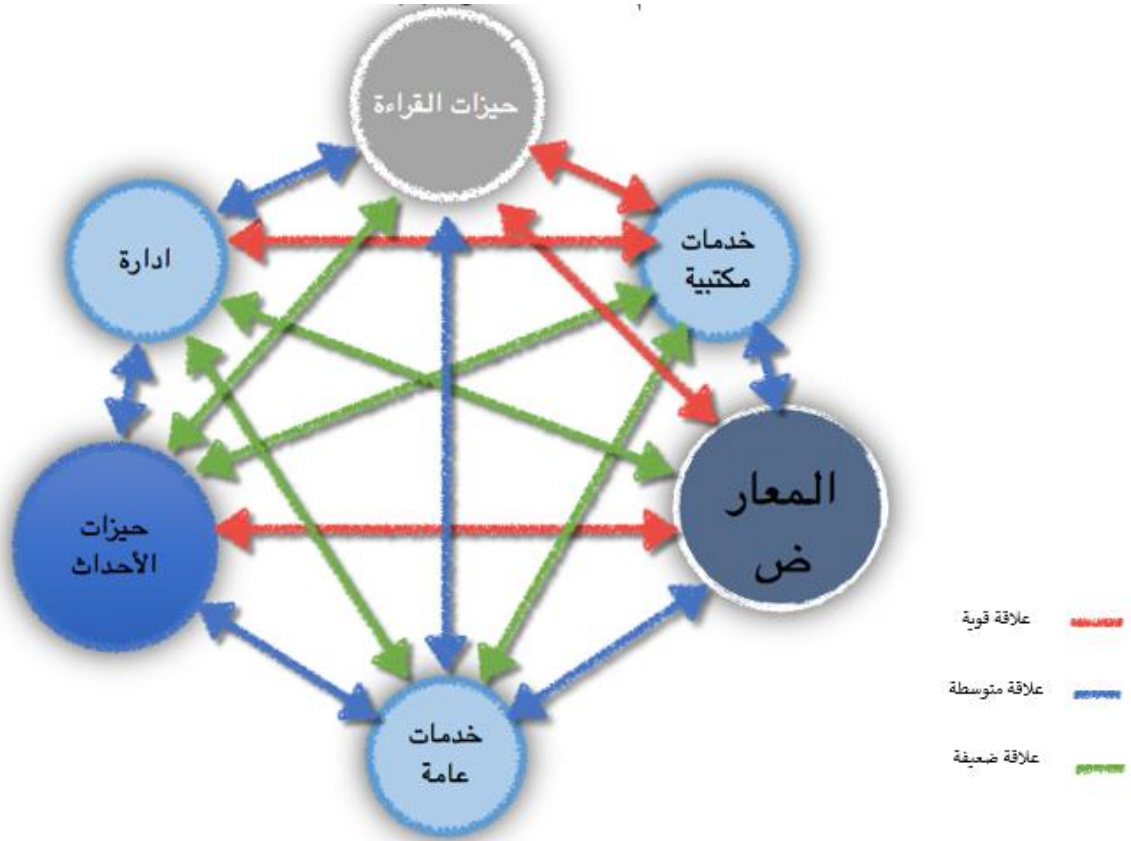 حيزات القراءة
ادارة
خدمات
مكتبية
المعار
ض
حيزات
الأحداث
خدمات
عامة
علاقة قوية
علاقة متوسطة
علاقة ضعيفة